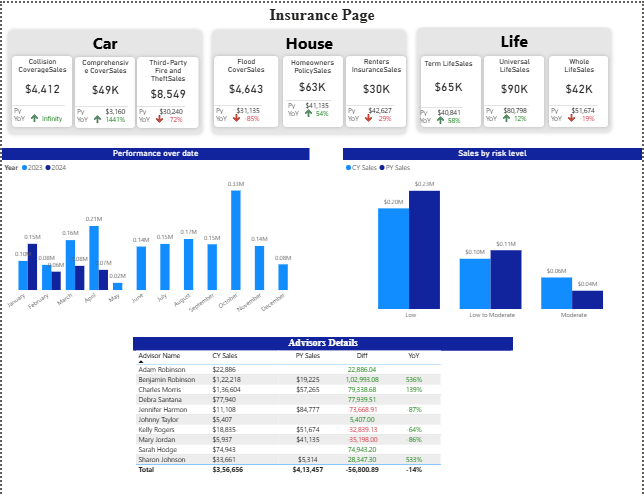 Insurance Page
Car
Collision CoverageSales
$4,412
Py
YoY Infinity
Comprehensive CoverSales
$49K
Py $3,160
YoY 1441%
Third-Party Fire and TheftSales
$8,549
Py $30,240
YoY 72%
House
Flood CoverSales
$4,643
Py $31,135
YoY -85%
Homeowners PolicySales
$63K
Py $41,135
YoY 54%
Renters InsuranceSales
$30K
Py $42,627
YoY 29%
Life
Term LifeSales
$65K
Py $40,841
YoY 58%
Universal LifeSales
$90K
Py $80,798
YoY 12%
Whole LifeSales
$42K
Py $51,674
YoY -19%
Performance over date
Year 2023 2024
0.10M 0.15M 0.08M 0.06M 0.16M 0.08M 0.21M 0.07M 0.02M 0.14M 0.15M 0.17M 0.15M 0.33M 0.14M 0.08M
January February March April May June July August September October November December
Sales by risk level
CY Sales PY Sales
$0.20M $0.23M $0.10M $0.11M $0.06M $0.04M
Low Low to Moderate Moderate
Advisors Details
Advisor Name CY Sales PY Sales Diff YoY
Adam Robinson $22,886 22,886.04
Benjamin Robinson $1,22,218 $19,225 1,02,993.08 536%
Charles Morris $1,36,604 $57,265 79,338.68 139%
Debra Santana $77,940 77,939.51
Jennifer Harmon $11,108 $84,777 -73,668.91 -87%
Johnny Taylor $5,407 5,407.00
Kelly Rogers $18,835 $51,674 -32,839.13 -64%
Mary Jordan $5,937 $41,135 -35,198.00 -86%
Sarah Hodge $74,943 74,943.20
Sharon Johnson $33,661 $5,314 28,347.30 533%
Total $3,56,656 $4,13,457 -56,800.89 -14%